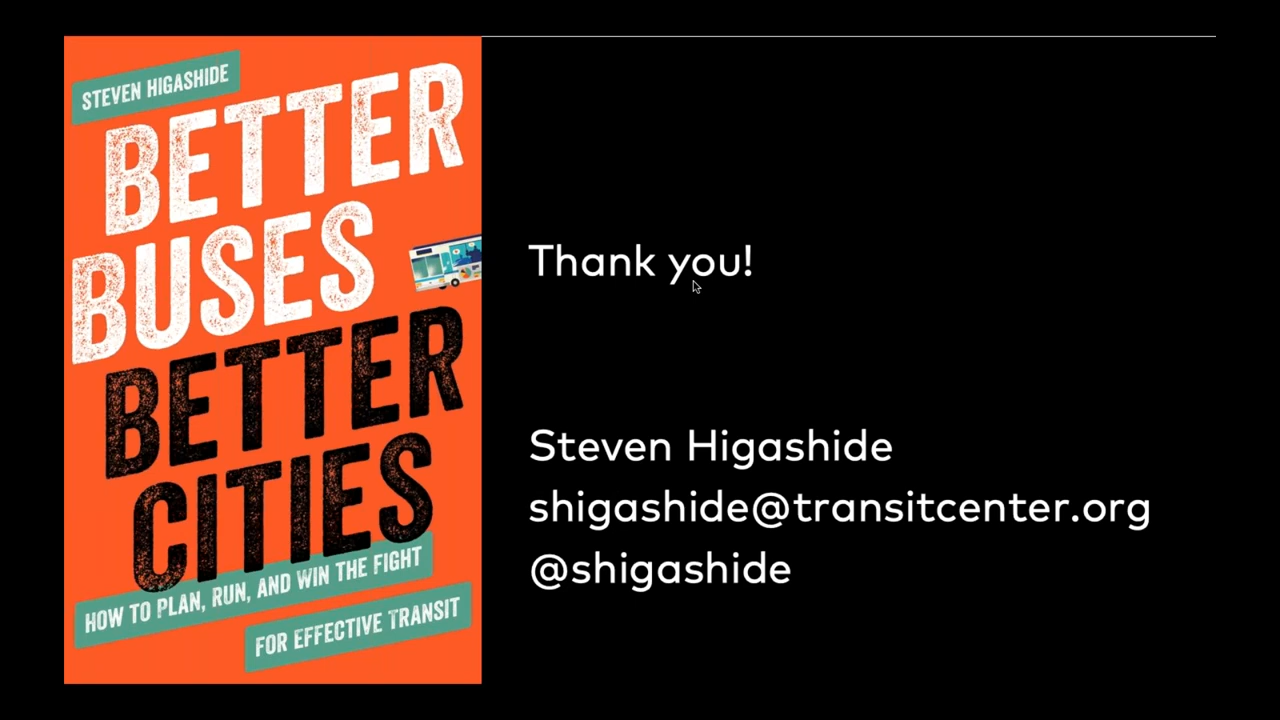 STEVEN HIGASHIDE
BETTER
BUSES
BETTER
CITIES
HOW TO PLAN, RUN, AND WIN THE FIGHT
FOR EFFECTIVE TRANSIT
Thank you!
Steven Higashide
shigashide@transitcenter.org
@shigashide